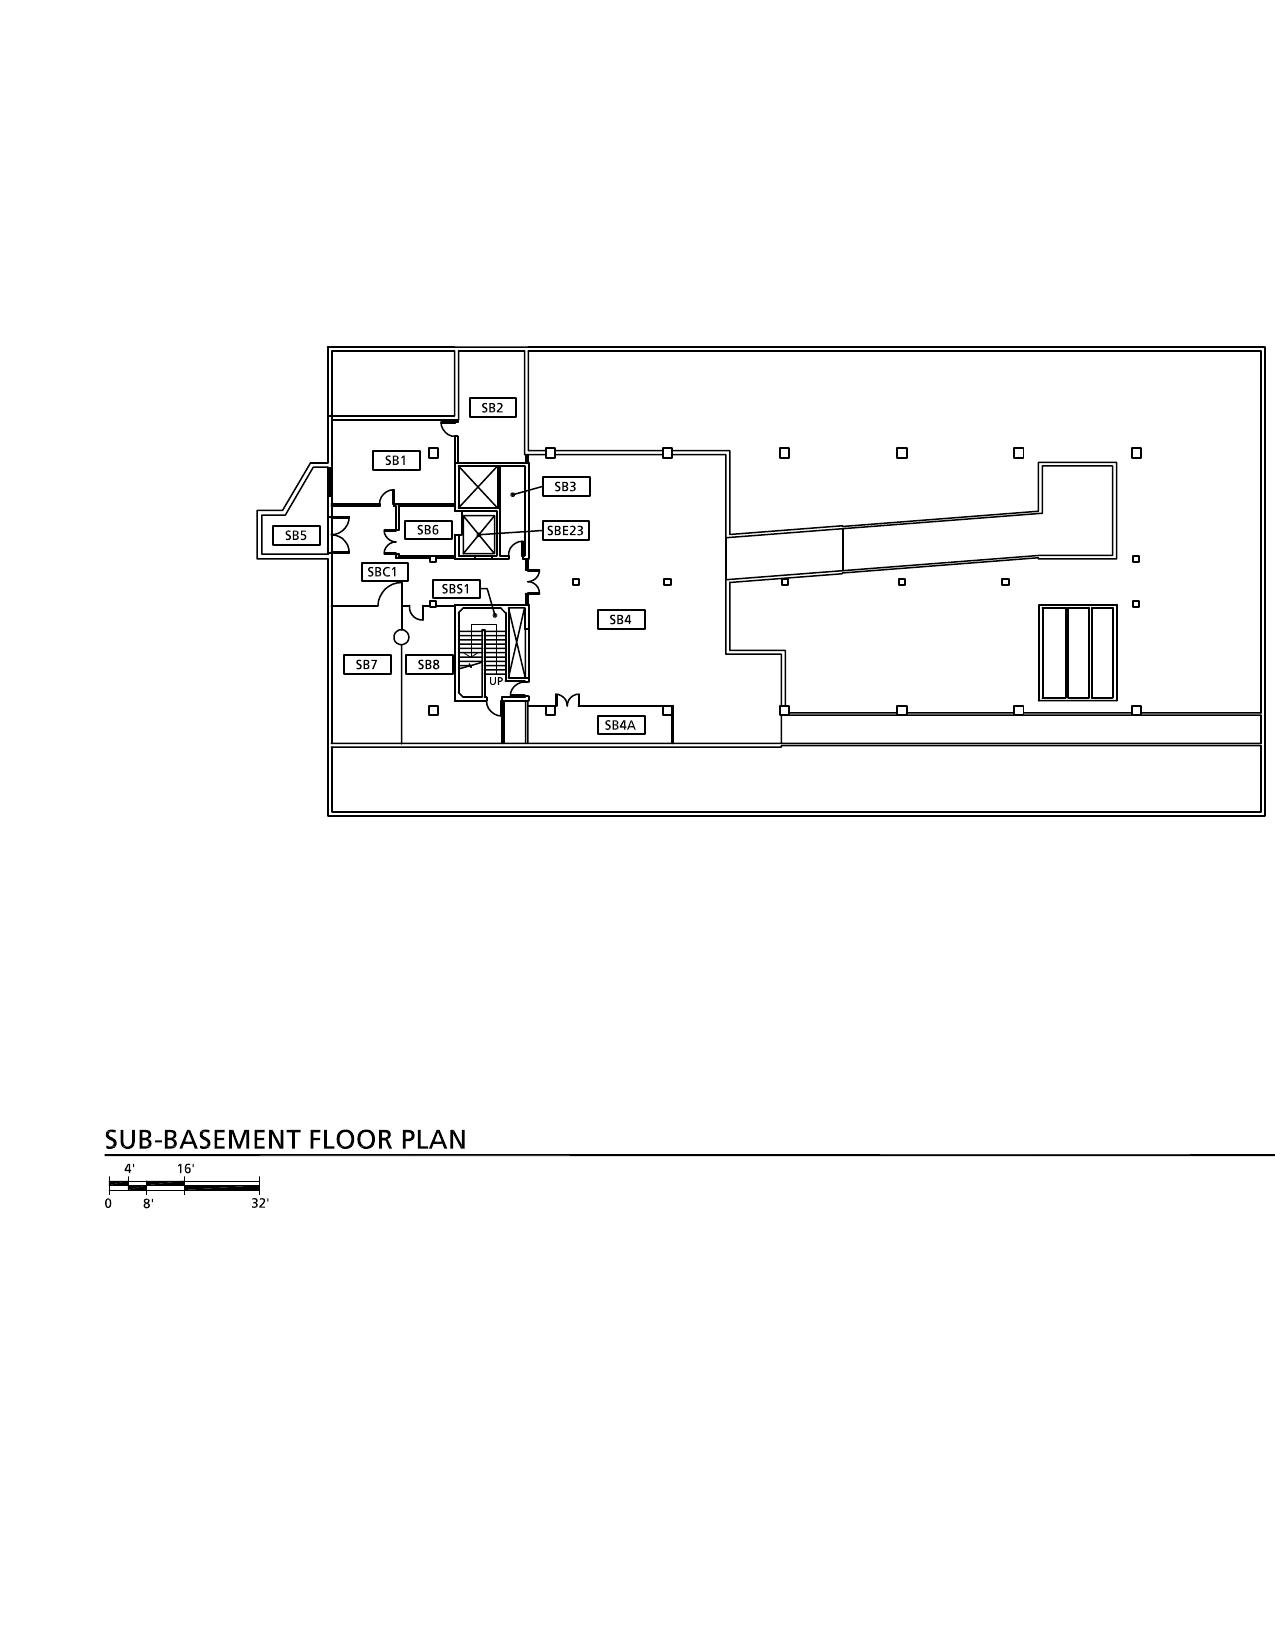 SB2
SB1
SB3
SB5
SB6
SBE23
SBC1
SBS1
SB4
SB7
SB8
UP
SB4A
SUB-BASEMENT FLOOR PLAN
4' 16'
0 8' 32'